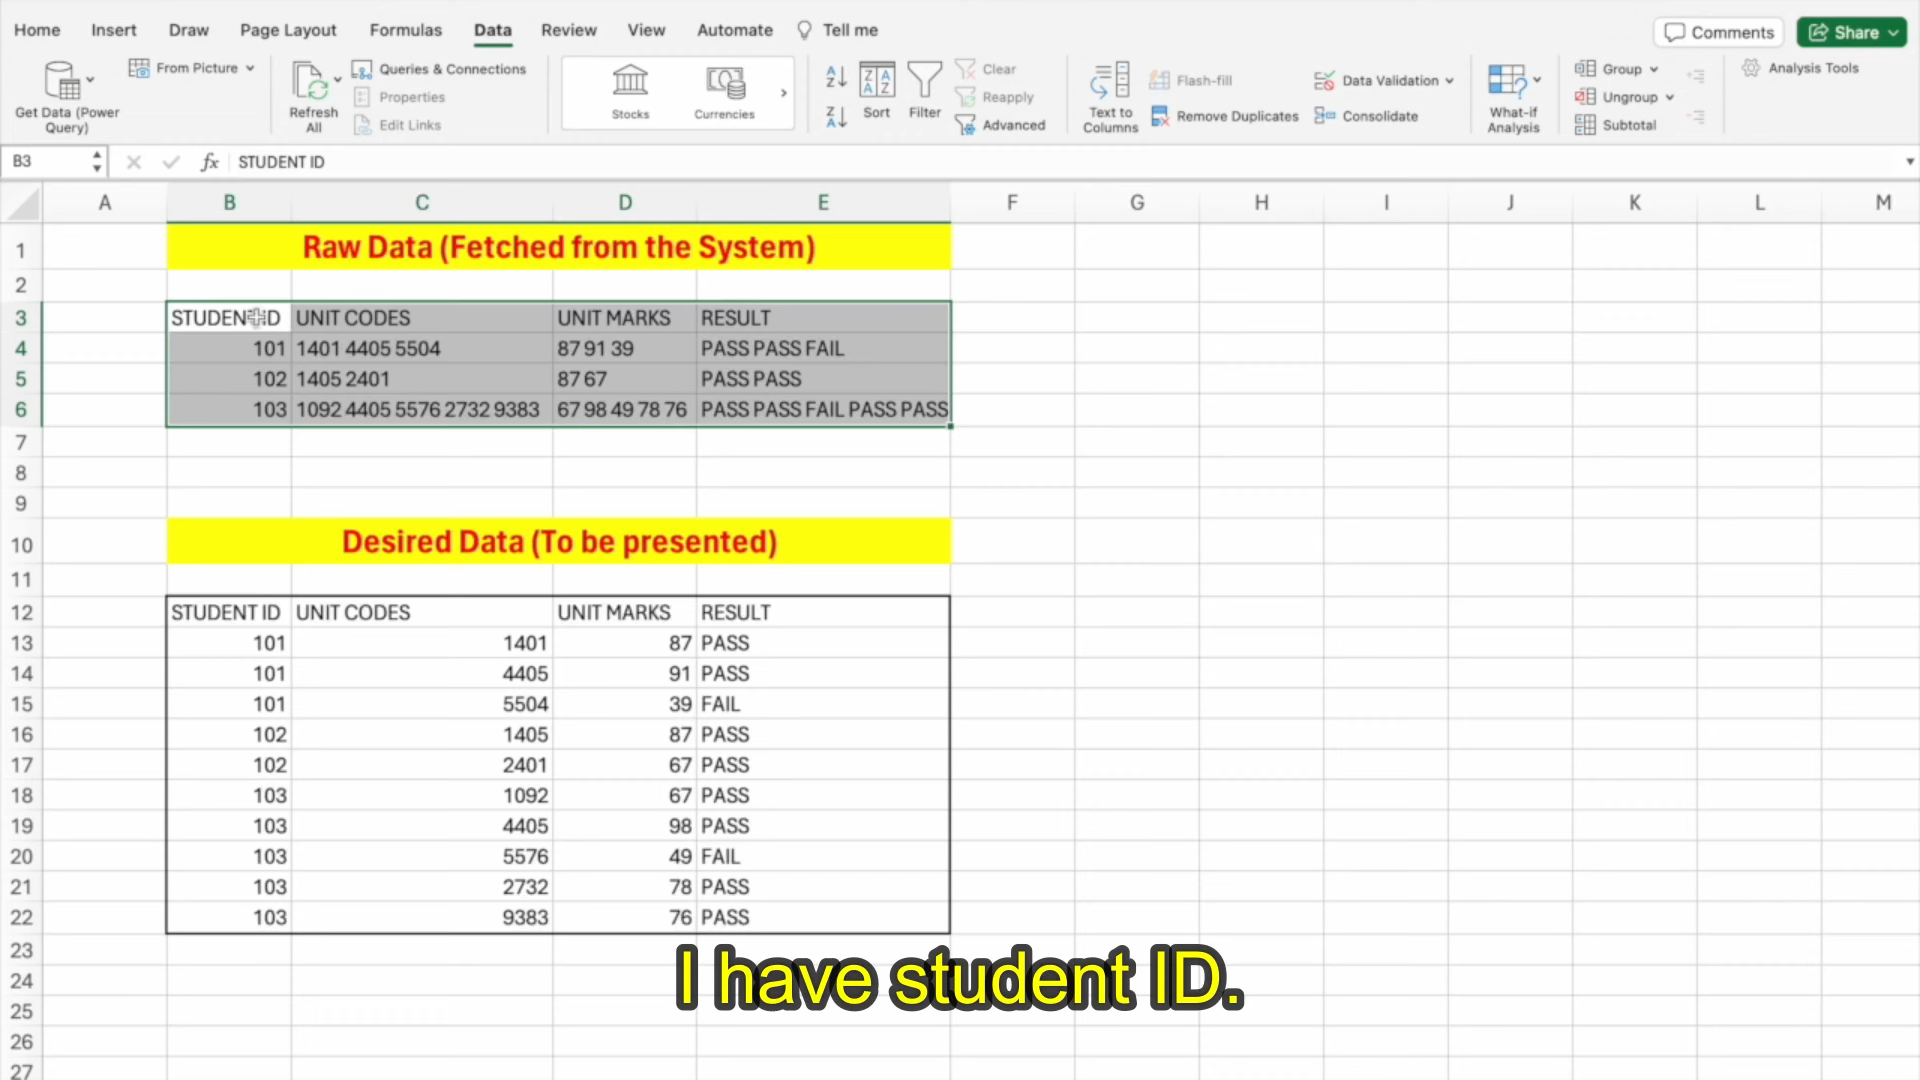 Home Insert Draw Page Layout Formulas Data Review View Automate Tell me Comments Share
From Picture Queries & Connections Clear Flash-fill Data Validation Group Analysis Tools
Properties Reapply Ungroup
Get Data (Power Query) Refresh All Edit Links Stocks Currencies Sort Filter Advanced Text to Columns Remove Duplicates Consolidate What-if Analysis Subtotal
B3 fx STUDENT ID
A B C D E F G H I J K L M
1 Raw Data (Fetched from the System)
2
3 STUDENT ID UNIT CODES UNIT MARKS RESULT
4 101 1401 4405 5504 87 91 39 PASS PASS FAIL
5 102 1405 2401 87 67 PASS PASS
6 103 1092 4405 5576 2732 9383 67 98 49 78 76 PASS PASS FAIL PASS PASS
7
8
9
10 Desired Data (To be presented)
11
12 STUDENT ID UNIT CODES UNIT MARKS RESULT
13 101 1401 87 PASS
14 101 4405 91 PASS
15 101 5504 39 FAIL
16 102 1405 87 PASS
17 102 2401 67 PASS
18 103 1092 67 PASS
19 103 4405 98 PASS
20 103 5576 49 FAIL
21 103 2732 78 PASS
22 103 9383 76 PASS
23
I have student ID.
24
25
26
27